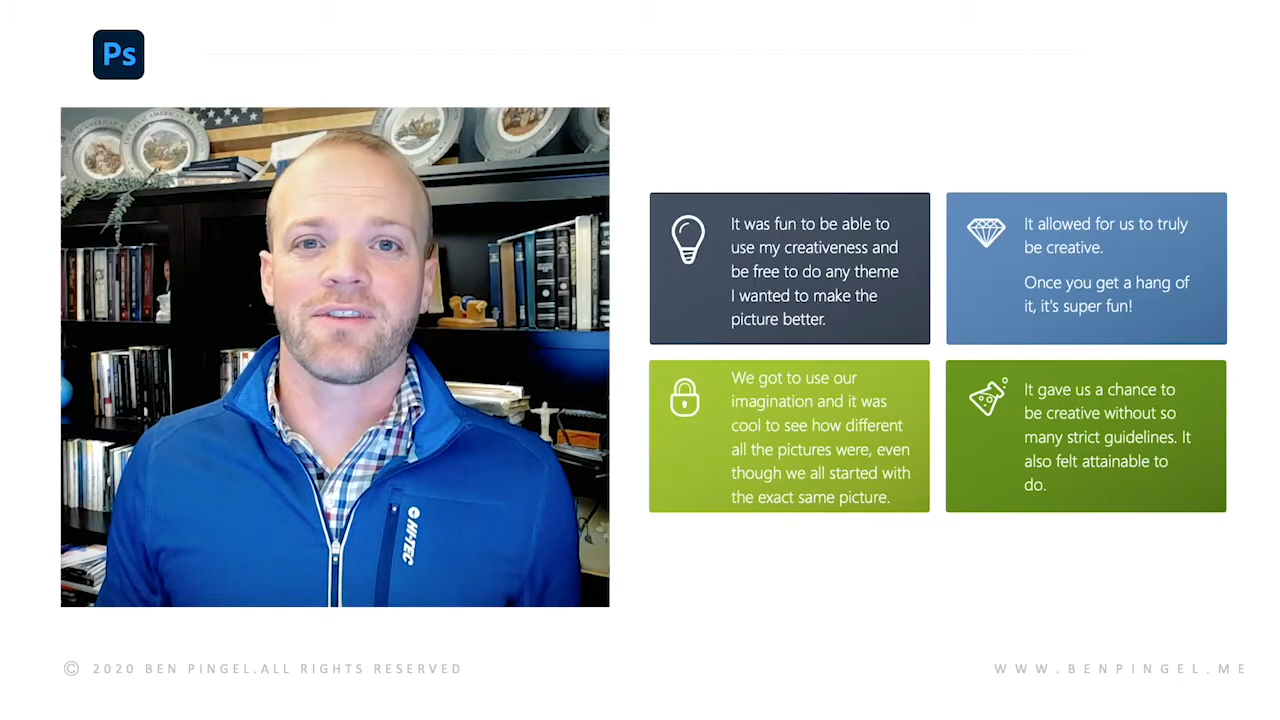 Ps
THE GREAT AMERICAN
HI-TEC
It was fun to be able to
use my creativeness and
be free to do any theme
I wanted to make the
picture better.
It allowed for us to truly
be creative.
Once you get a hang of
it, it's super fun!
We got to use our
imagination and it was
cool to see how different
all the pictures were, even
though we all started with
the exact same picture.
It gave us a chance to
be creative without so
many strict guidelines. It
also felt attainable to
do.
© 2020 BEN PINGEL.ALL RIGHTS RESERVED
WWW.BENPINGEL.ME